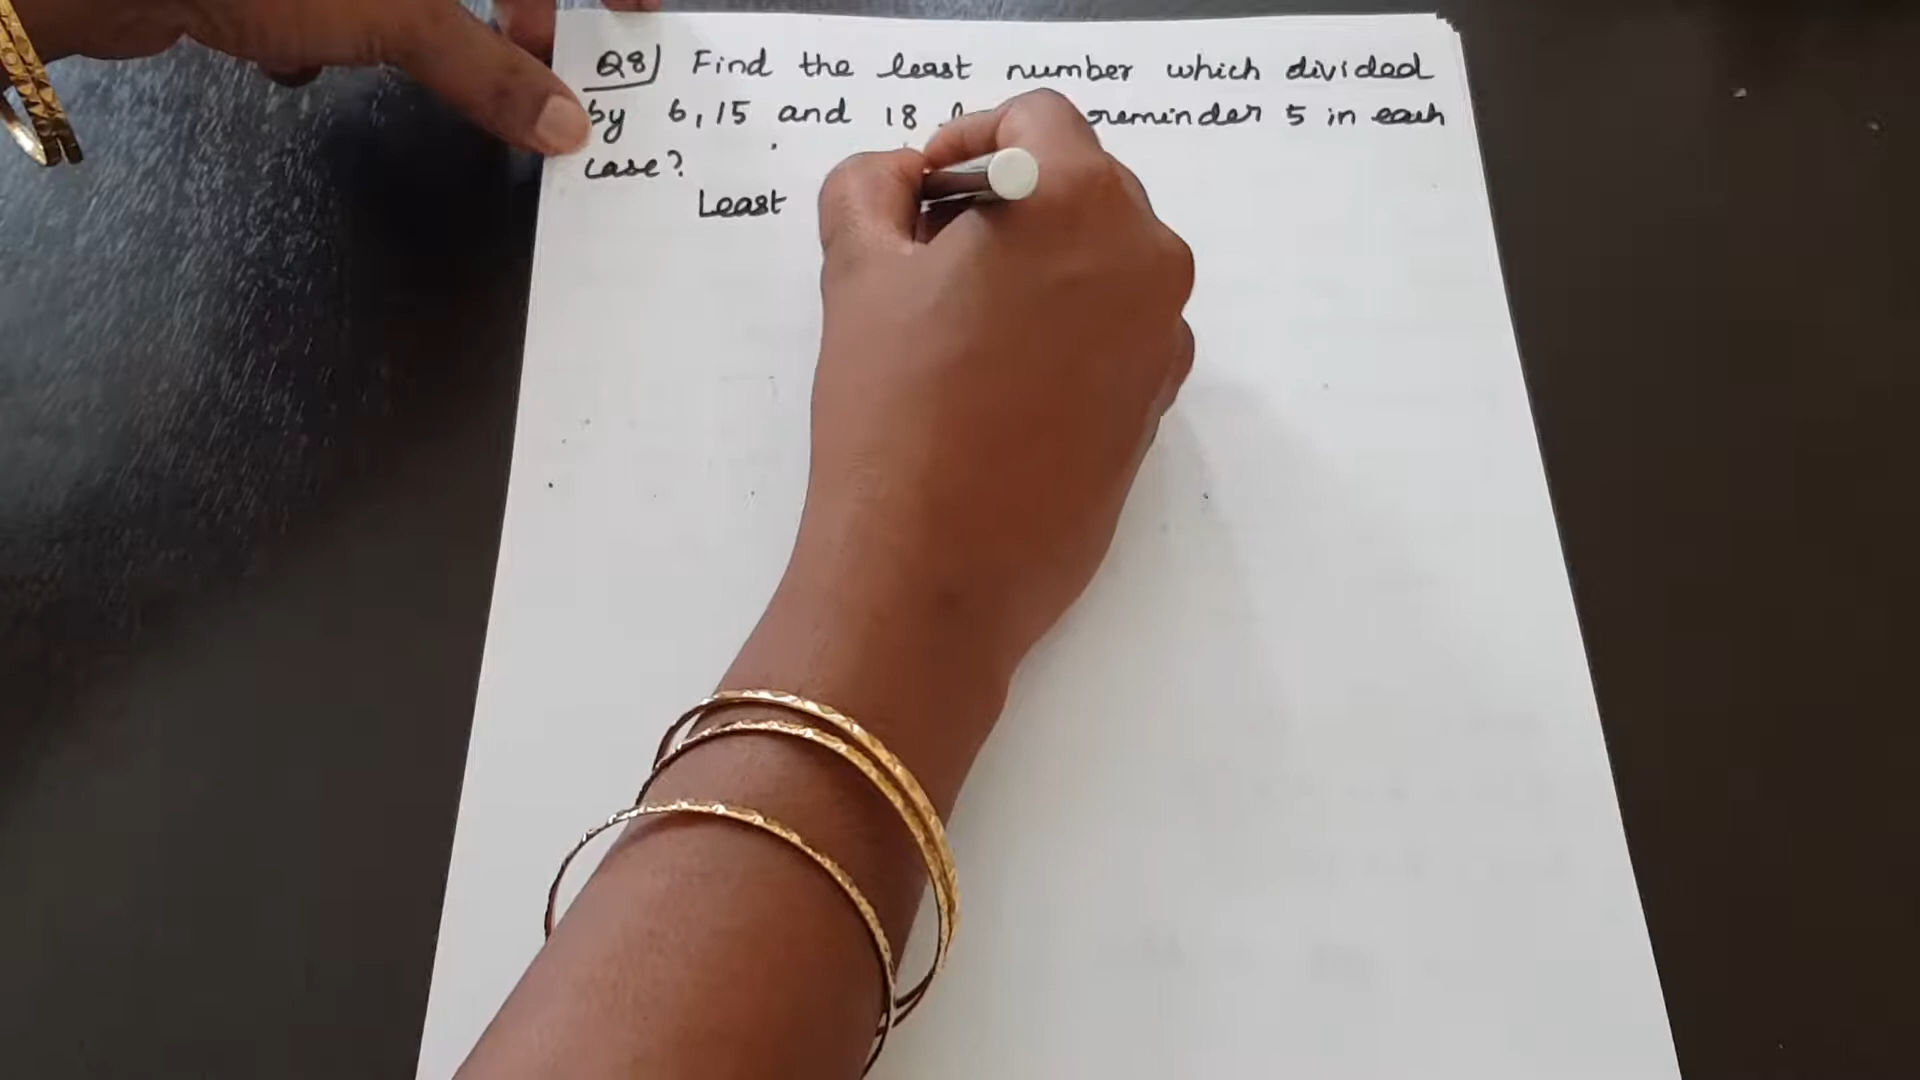 Q8) Find the least number which divided
by 6, 15 and 18 reminder 5 in each
case?
Least